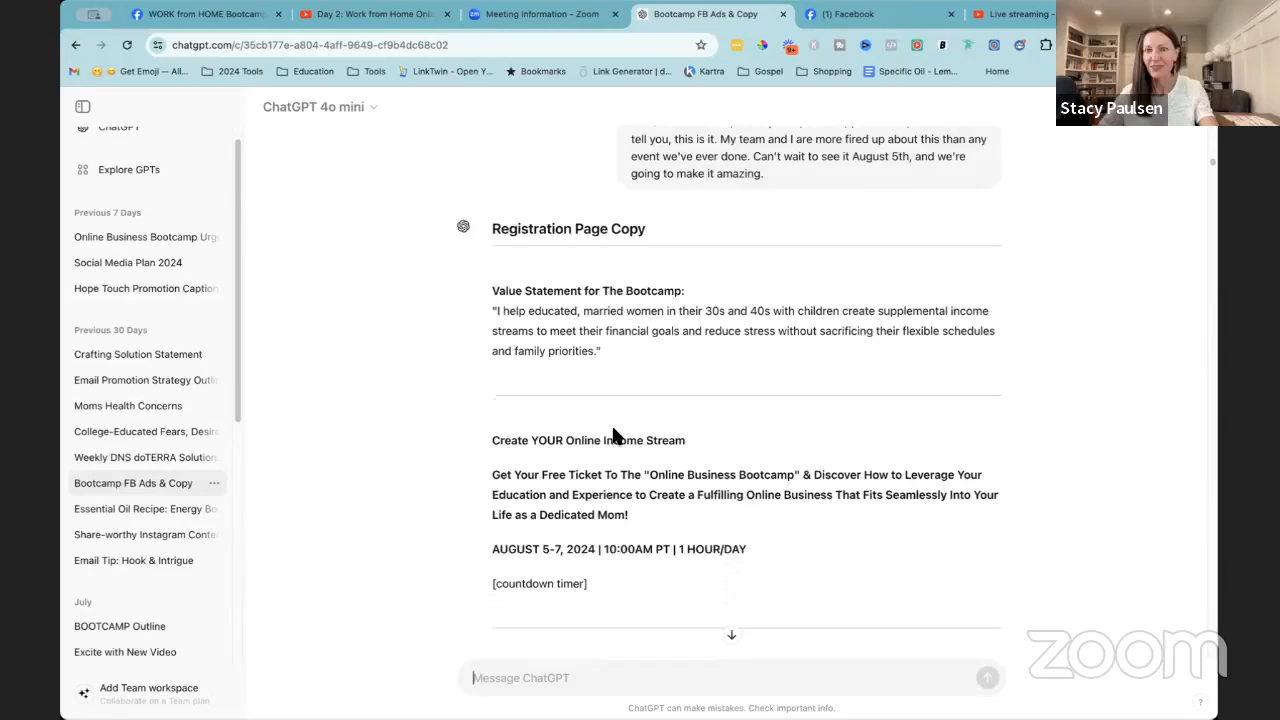 WORK from HOME Bootcamp
Day 2: Work from Home Onl
Meeting Information - Zoom
Bootcamp FB Ads & Copy
(1) Facebook
Live streaming -
chatgpt.com/c/35cb177e-a804-4aff-9649-cf9b4dc68c02
9+
Get Emoji — All...
2024 Tools
Education
Tools
LinkTwin - Open Y...
Bookmarks
Link Generator | d...
Kartra
Gospel
Shopping
Specific Oil - Lem...
Home
Stacy Paulsen
ChatGPT 4o mini
ChatGPT
Explore GPTs
Previous 7 Days
Online Business Bootcamp Urg
Social Media Plan 2024
Hope Touch Promotion Caption
Previous 30 Days
Crafting Solution Statement
Email Promotion Strategy Outli
Moms Health Concerns
College-Educated Fears, Desire
Weekly DNS doTERRA Solution
Bootcamp FB Ads & Copy
Essential Oil Recipe: Energy Bo
Share-worthy Instagram Conte
Email Tip: Hook & Intrigue
July
BOOTCAMP Outline
Excite with New Video
Add Team workspace
Collaborate on a Team plan
tell you, this is it. My team and I are more fired up about this than any
event we've ever done. Can't wait to see it August 5th, and we're
going to make it amazing.
Registration Page Copy
Value Statement for The Bootcamp:
"I help educated, married women in their 30s and 40s with children create supplemental income
streams to meet their financial goals and reduce stress without sacrificing their flexible schedules
and family priorities."
Create YOUR Online Income Stream
Get Your Free Ticket To The "Online Business Bootcamp" & Discover How to Leverage Your
Education and Experience to Create a Fulfilling Online Business That Fits Seamlessly Into Your
Life as a Dedicated Mom!
AUGUST 5-7, 2024 | 10:00AM PT | 1 HOUR/DAY
[countdown timer]
Message ChatGPT
ChatGPT can make mistakes. Check important info.
?
zoom